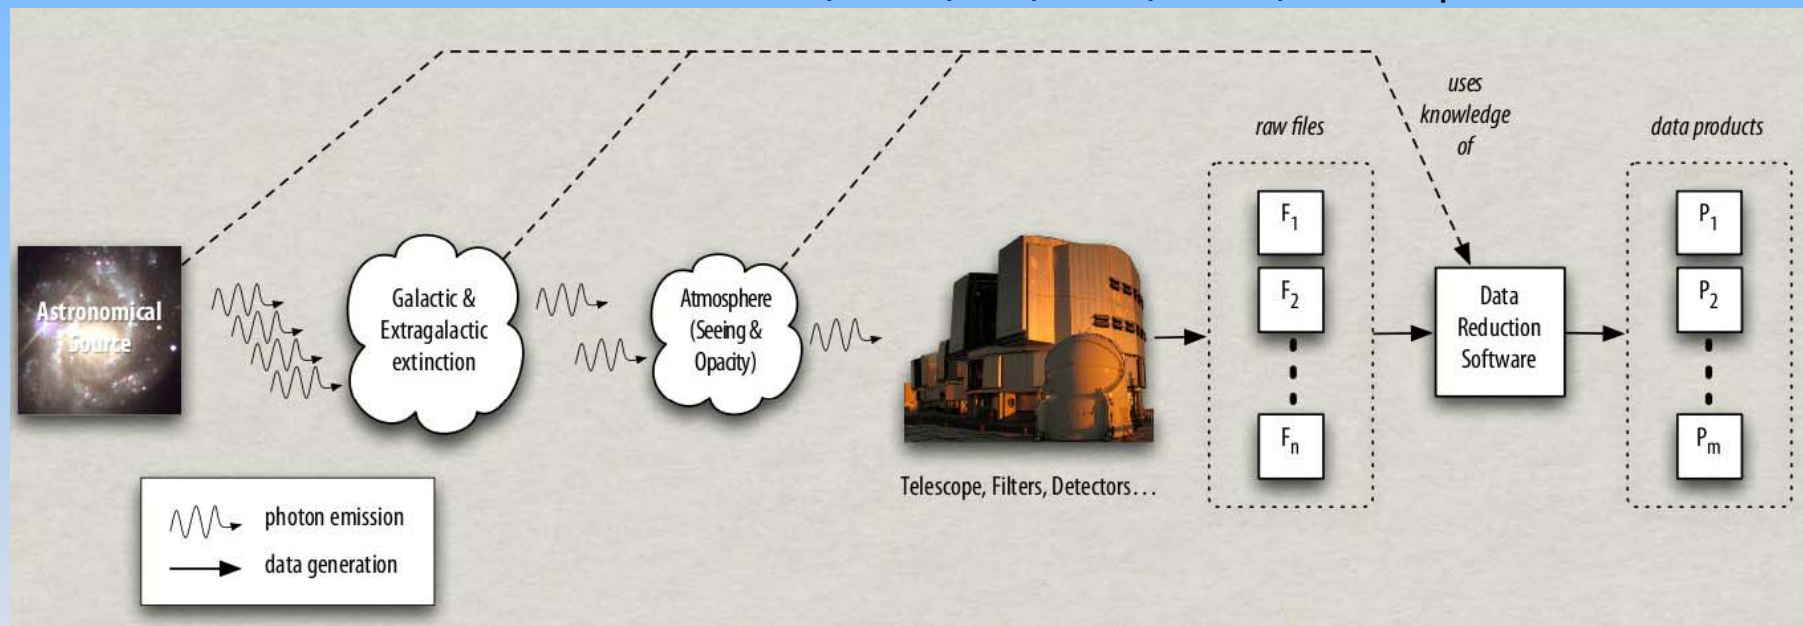 uses
knowledge
of
raw files
data products
Astronomical
Source
Galactic &
Extragalactic
extinction
Atmosphere
(Seeing &
Opacity)
Telescope, Filters, Detectors…
F1
F2
Fn
Data
Reduction
Software
P1
P2
Pm
photon emission
data generation